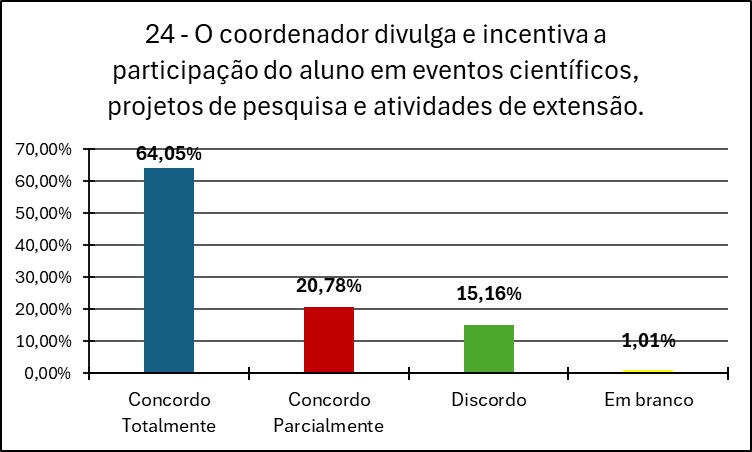 24 - O coordenador divulga e incentiva a
participação do aluno em eventos científicos,
projetos de pesquisa e atividades de extensão.
70,00%
60,00%
50,00%
40,00%
30,00%
20,00%
10,00%
0,00%
64,05%
20,78%
15,16%
1,01%
Concordo
Totalmente
Concordo
Parcialmente
Discordo
Em branco